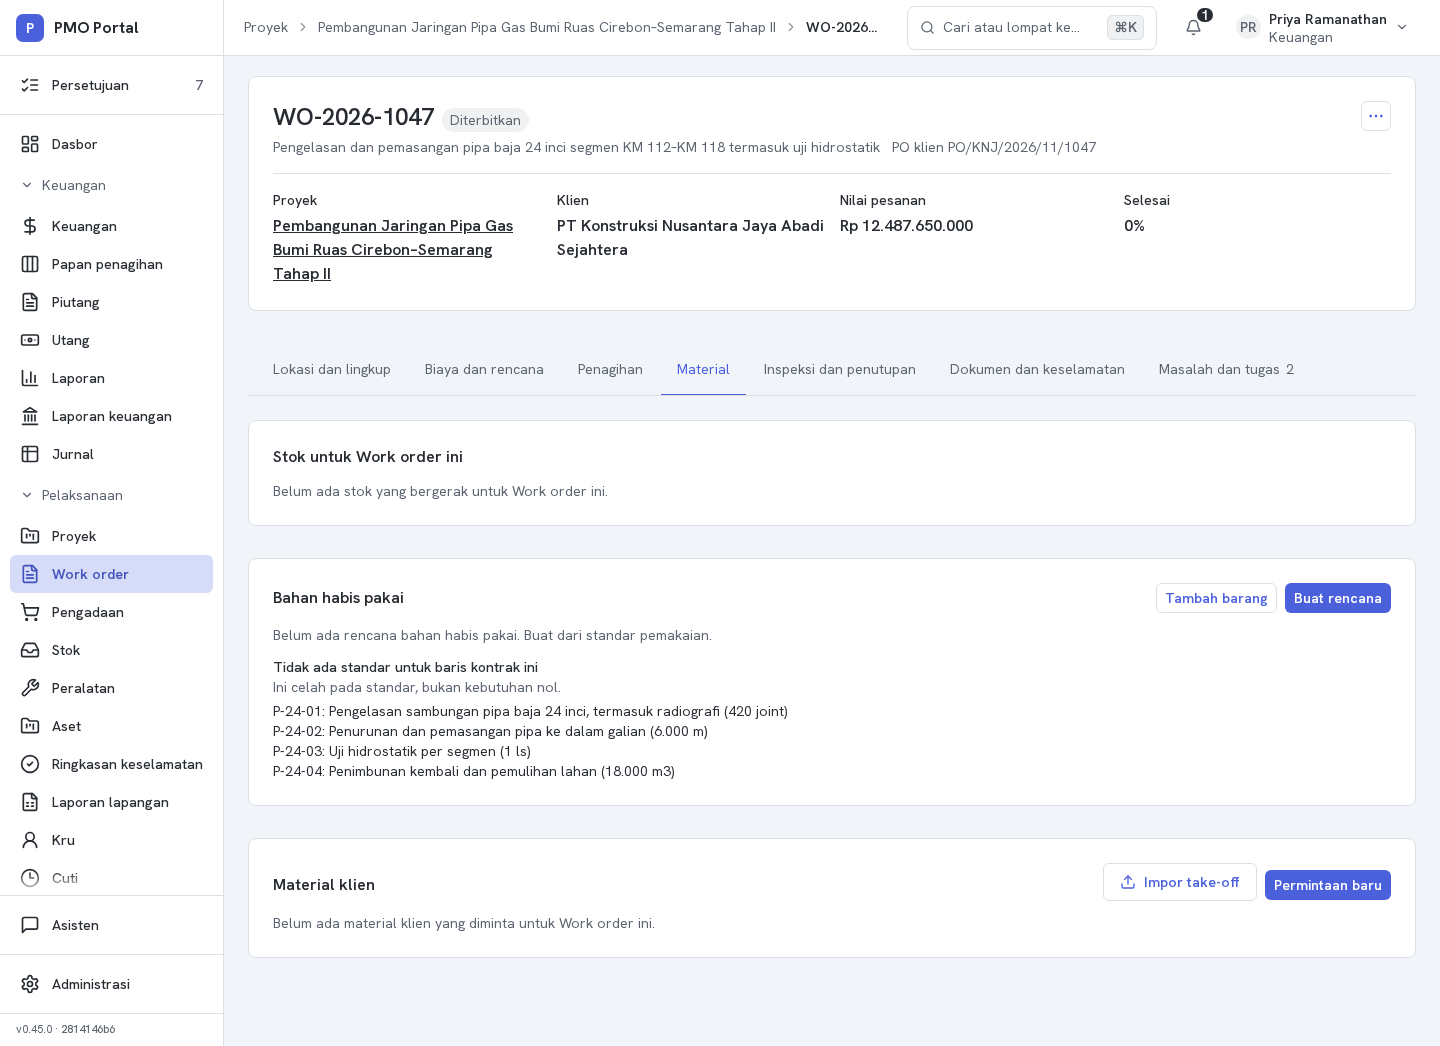 P PMO Portal
Proyek
Pembangunan Jaringan Pipa Gas Bumi Ruas Cirebon–Semarang Tahap II
WO-2026...
Cari atau lompat ke...
⌘K
1
PR
Priya Ramanathan
Keuangan
Persetujuan 7
Dasbor
Keuangan
Keuangan
Papan penagihan
Piutang
Utang
Laporan
Laporan keuangan
Jurnal
Pelaksanaan
Proyek
Work order
Pengadaan
Stok
Peralatan
Aset
Ringkasan keselamatan
Laporan lapangan
Kru
Cuti
Asisten
Administrasi
v0.45.0 · 2814146b6
WO-2026-1047 Diterbitkan
Pengelasan dan pemasangan pipa baja 24 inci segmen KM 112–KM 118 termasuk uji hidrostatik PO klien PO/KNJ/2026/11/1047
Proyek
Pembangunan Jaringan Pipa Gas
Bumi Ruas Cirebon–Semarang
Tahap II
Klien
PT Konstruksi Nusantara Jaya Abadi
Sejahtera
Nilai pesanan
Rp 12.487.650.000
Selesai
0%
Lokasi dan lingkup
Biaya dan rencana
Penagihan
Material
Inspeksi dan penutupan
Dokumen dan keselamatan
Masalah dan tugas 2
Stok untuk Work order ini
Belum ada stok yang bergerak untuk Work order ini.
Bahan habis pakai
Tambah barang
Buat rencana
Belum ada rencana bahan habis pakai. Buat dari standar pemakaian.
Tidak ada standar untuk baris kontrak ini
Ini celah pada standar, bukan kebutuhan nol.
P-24-01: Pengelasan sambungan pipa baja 24 inci, termasuk radiografi (420 joint)
P-24-02: Penurunan dan pemasangan pipa ke dalam galian (6.000 m)
P-24-03: Uji hidrostatik per segmen (1 ls)
P-24-04: Penimbunan kembali dan pemulihan lahan (18.000 m3)
Material klien
Impor take-off
Permintaan baru
Belum ada material klien yang diminta untuk Work order ini.